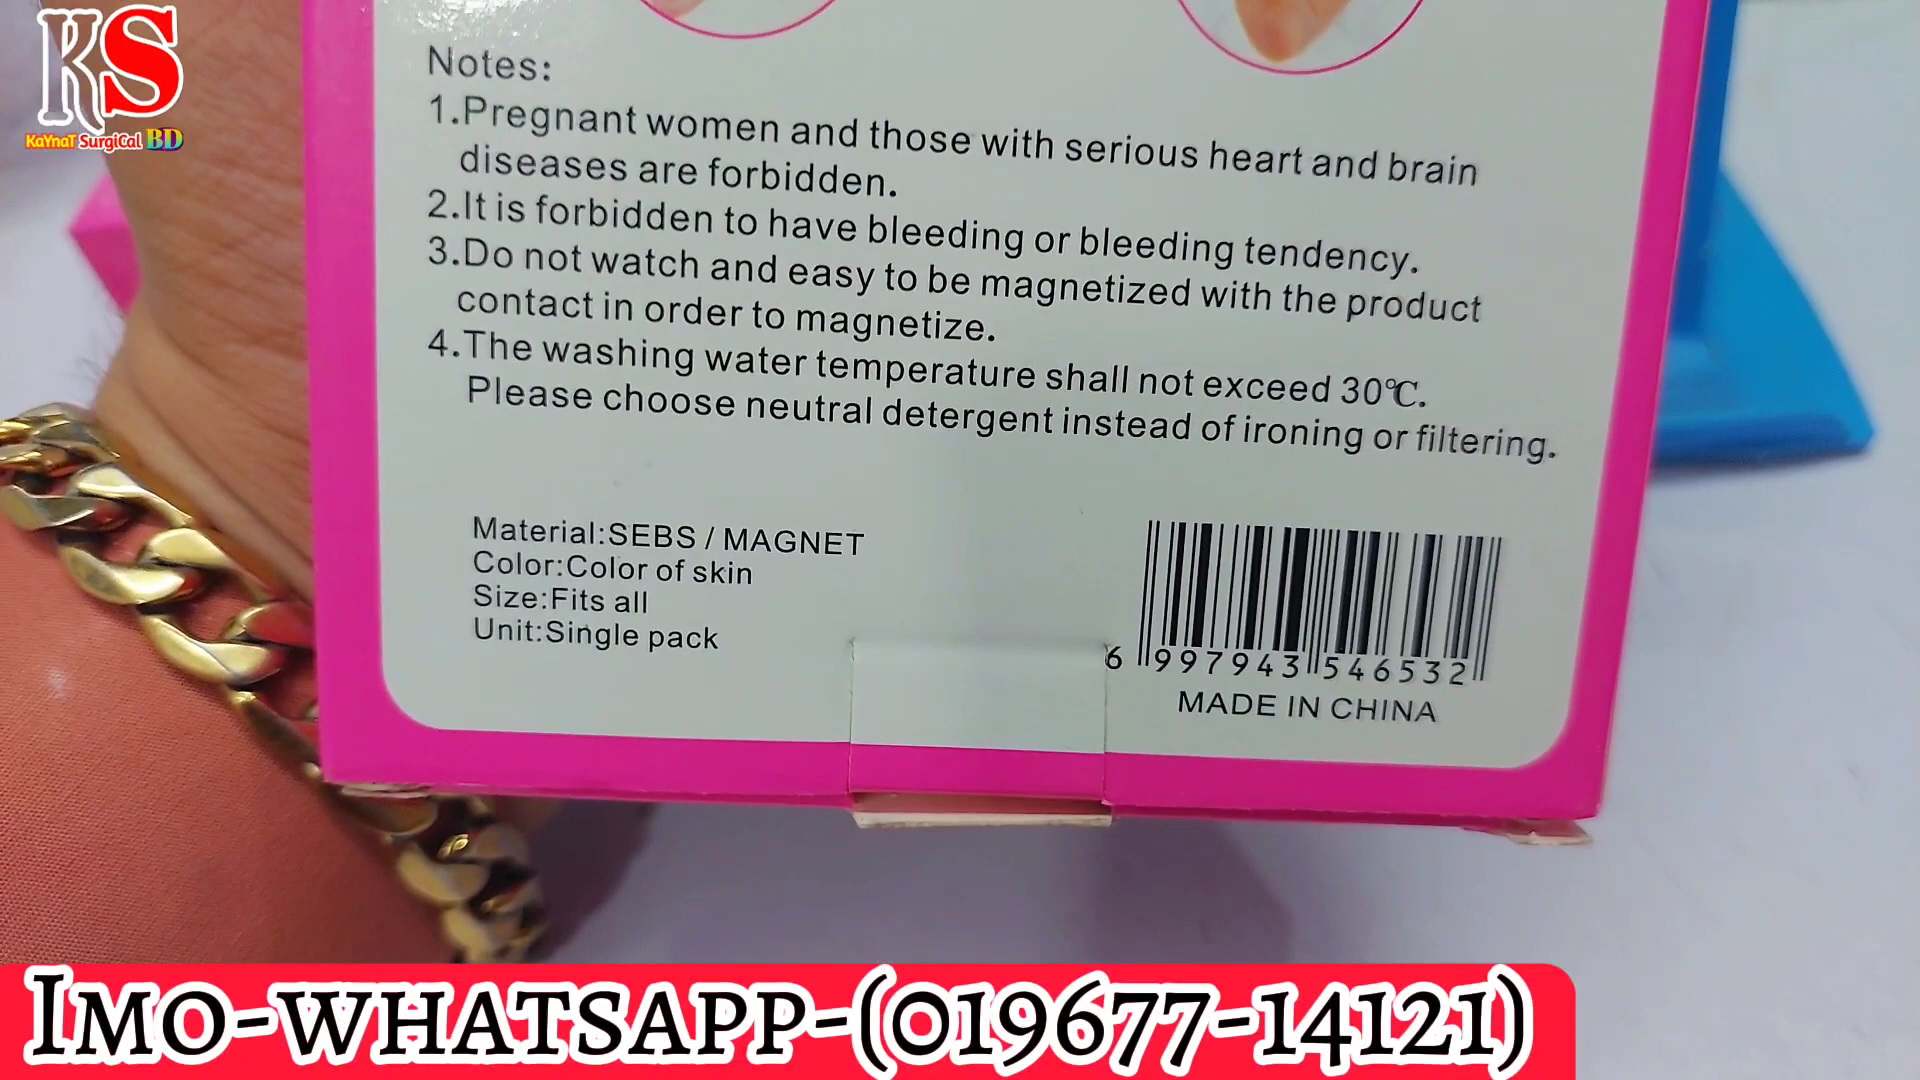 KS
KaYnaT SurgiCal BD
Notes:
1.Pregnant women and those with serious heart and brain
diseases are forbidden.
2.It is forbidden to have bleeding or bleeding tendency.
3.Do not watch and easy to be magnetized with the product
contact in order to magnetize.
4.The washing water temperature shall not exceed 30℃.
Please choose neutral detergent instead of ironing or filtering.
Material:SEBS / MAGNET
Color:Color of skin
Size:Fits all
Unit:Single pack
6 997943 546532
MADE IN CHINA
Imo-whatsapp-(019677-14121)